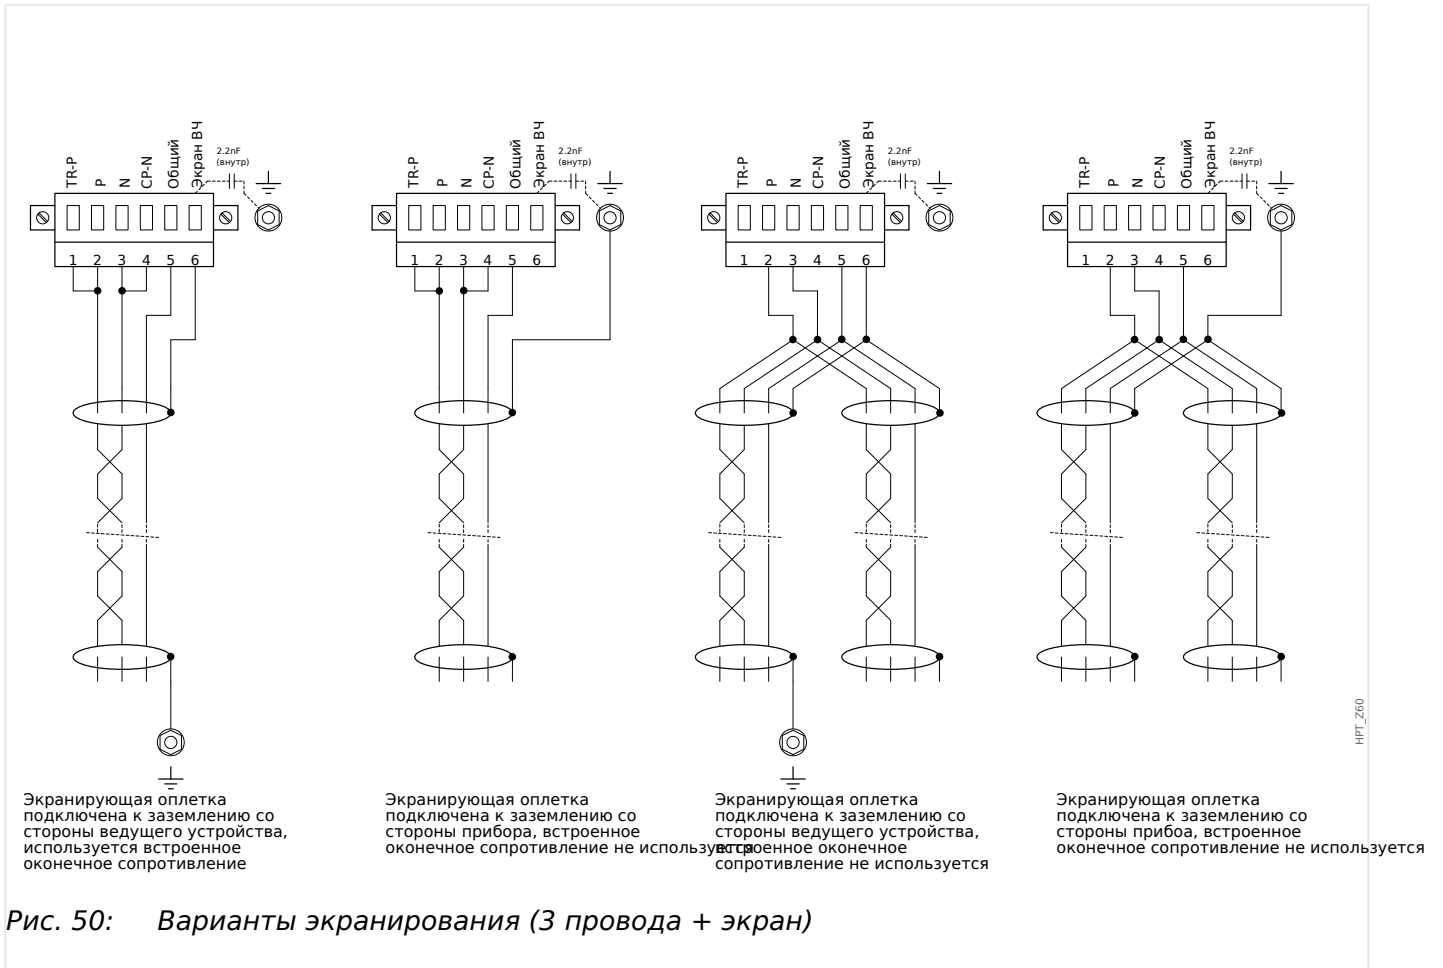 TR-P
P
N
CP-N
Общий
Экран ВЧ
2.2nF
(внутр)
1 2 3 4 5 6
TR-P
P
N
CP-N
Общий
Экран ВЧ
2.2nF
(внутр)
1 2 3 4 5 6
TR-P
P
N
CP-N
Общий
Экран ВЧ
2.2nF
(внутр)
1 2 3 4 5 6
TR-P
P
N
CP-N
Общий
Экран ВЧ
2.2nF
(внутр)
1 2 3 4 5 6
HPT_Z60
Экранирующая оплетка
подключена к заземлению со
стороны ведущего устройства,
используется встроенное
оконечное сопротивление
Экранирующая оплетка
подключена к заземлению со
стороны прибора, встроенное
оконечное сопротивление не используется
Экранирующая оплетка
подключена к заземлению со
стороны ведущего устройства,
встроенное оконечное
сопротивление не используется
Экранирующая оплетка
подключена к заземлению со
стороны прибоа, встроенное
оконечное сопротивление не используется
Рис. 50: Варианты экранирования (3 провода + экран)